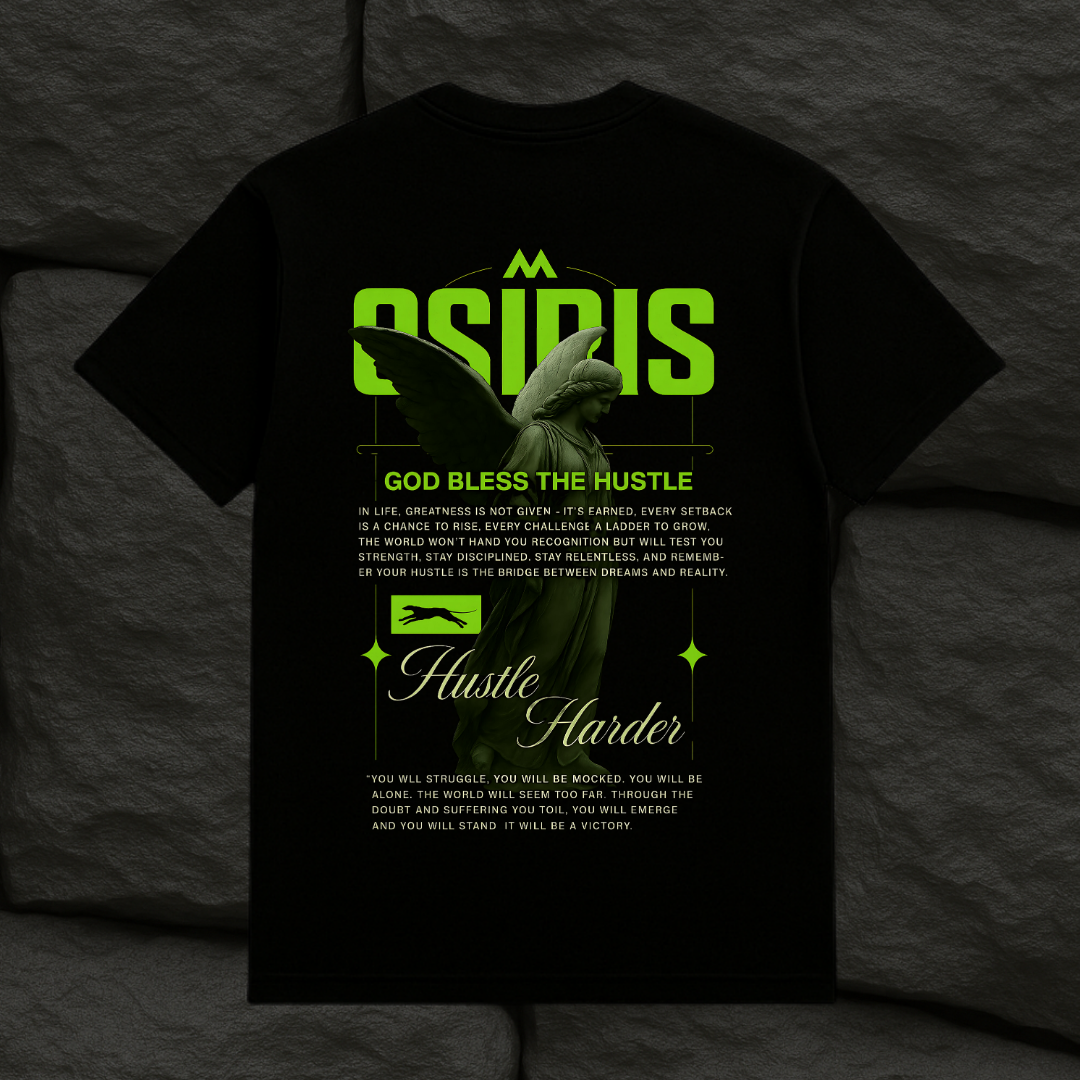 OSIRIS
GOD BLESS THE HUSTLE
IN LIFE, GREATNESS IS NOT GIVEN - IT'S EARNED, EVERY SETBACK
IS A CHANCE TO RISE, EVERY CHALLENGE A LADDER TO GROW,
THE WORLD WON'T HAND YOU RECOGNITION BUT WILL TEST YOU
STRENGTH, STAY DISCIPLINED, STAY RELENTLESS, AND REMEMB-
ER YOUR HUSTLE IS THE BRIDGE BETWEEN DREAMS AND REALITY.
Hustle
Harder
"YOU WLL STRUGGLE, YOU WILL BE MOCKED. YOU WILL BE
ALONE. THE WORLD WILL SEEM TOO FAR. THROUGH THE
DOUBT AND SUFFERING YOU TOIL, YOU WILL EMERGE
AND YOU WILL STAND  IT WILL BE A VICTORY.